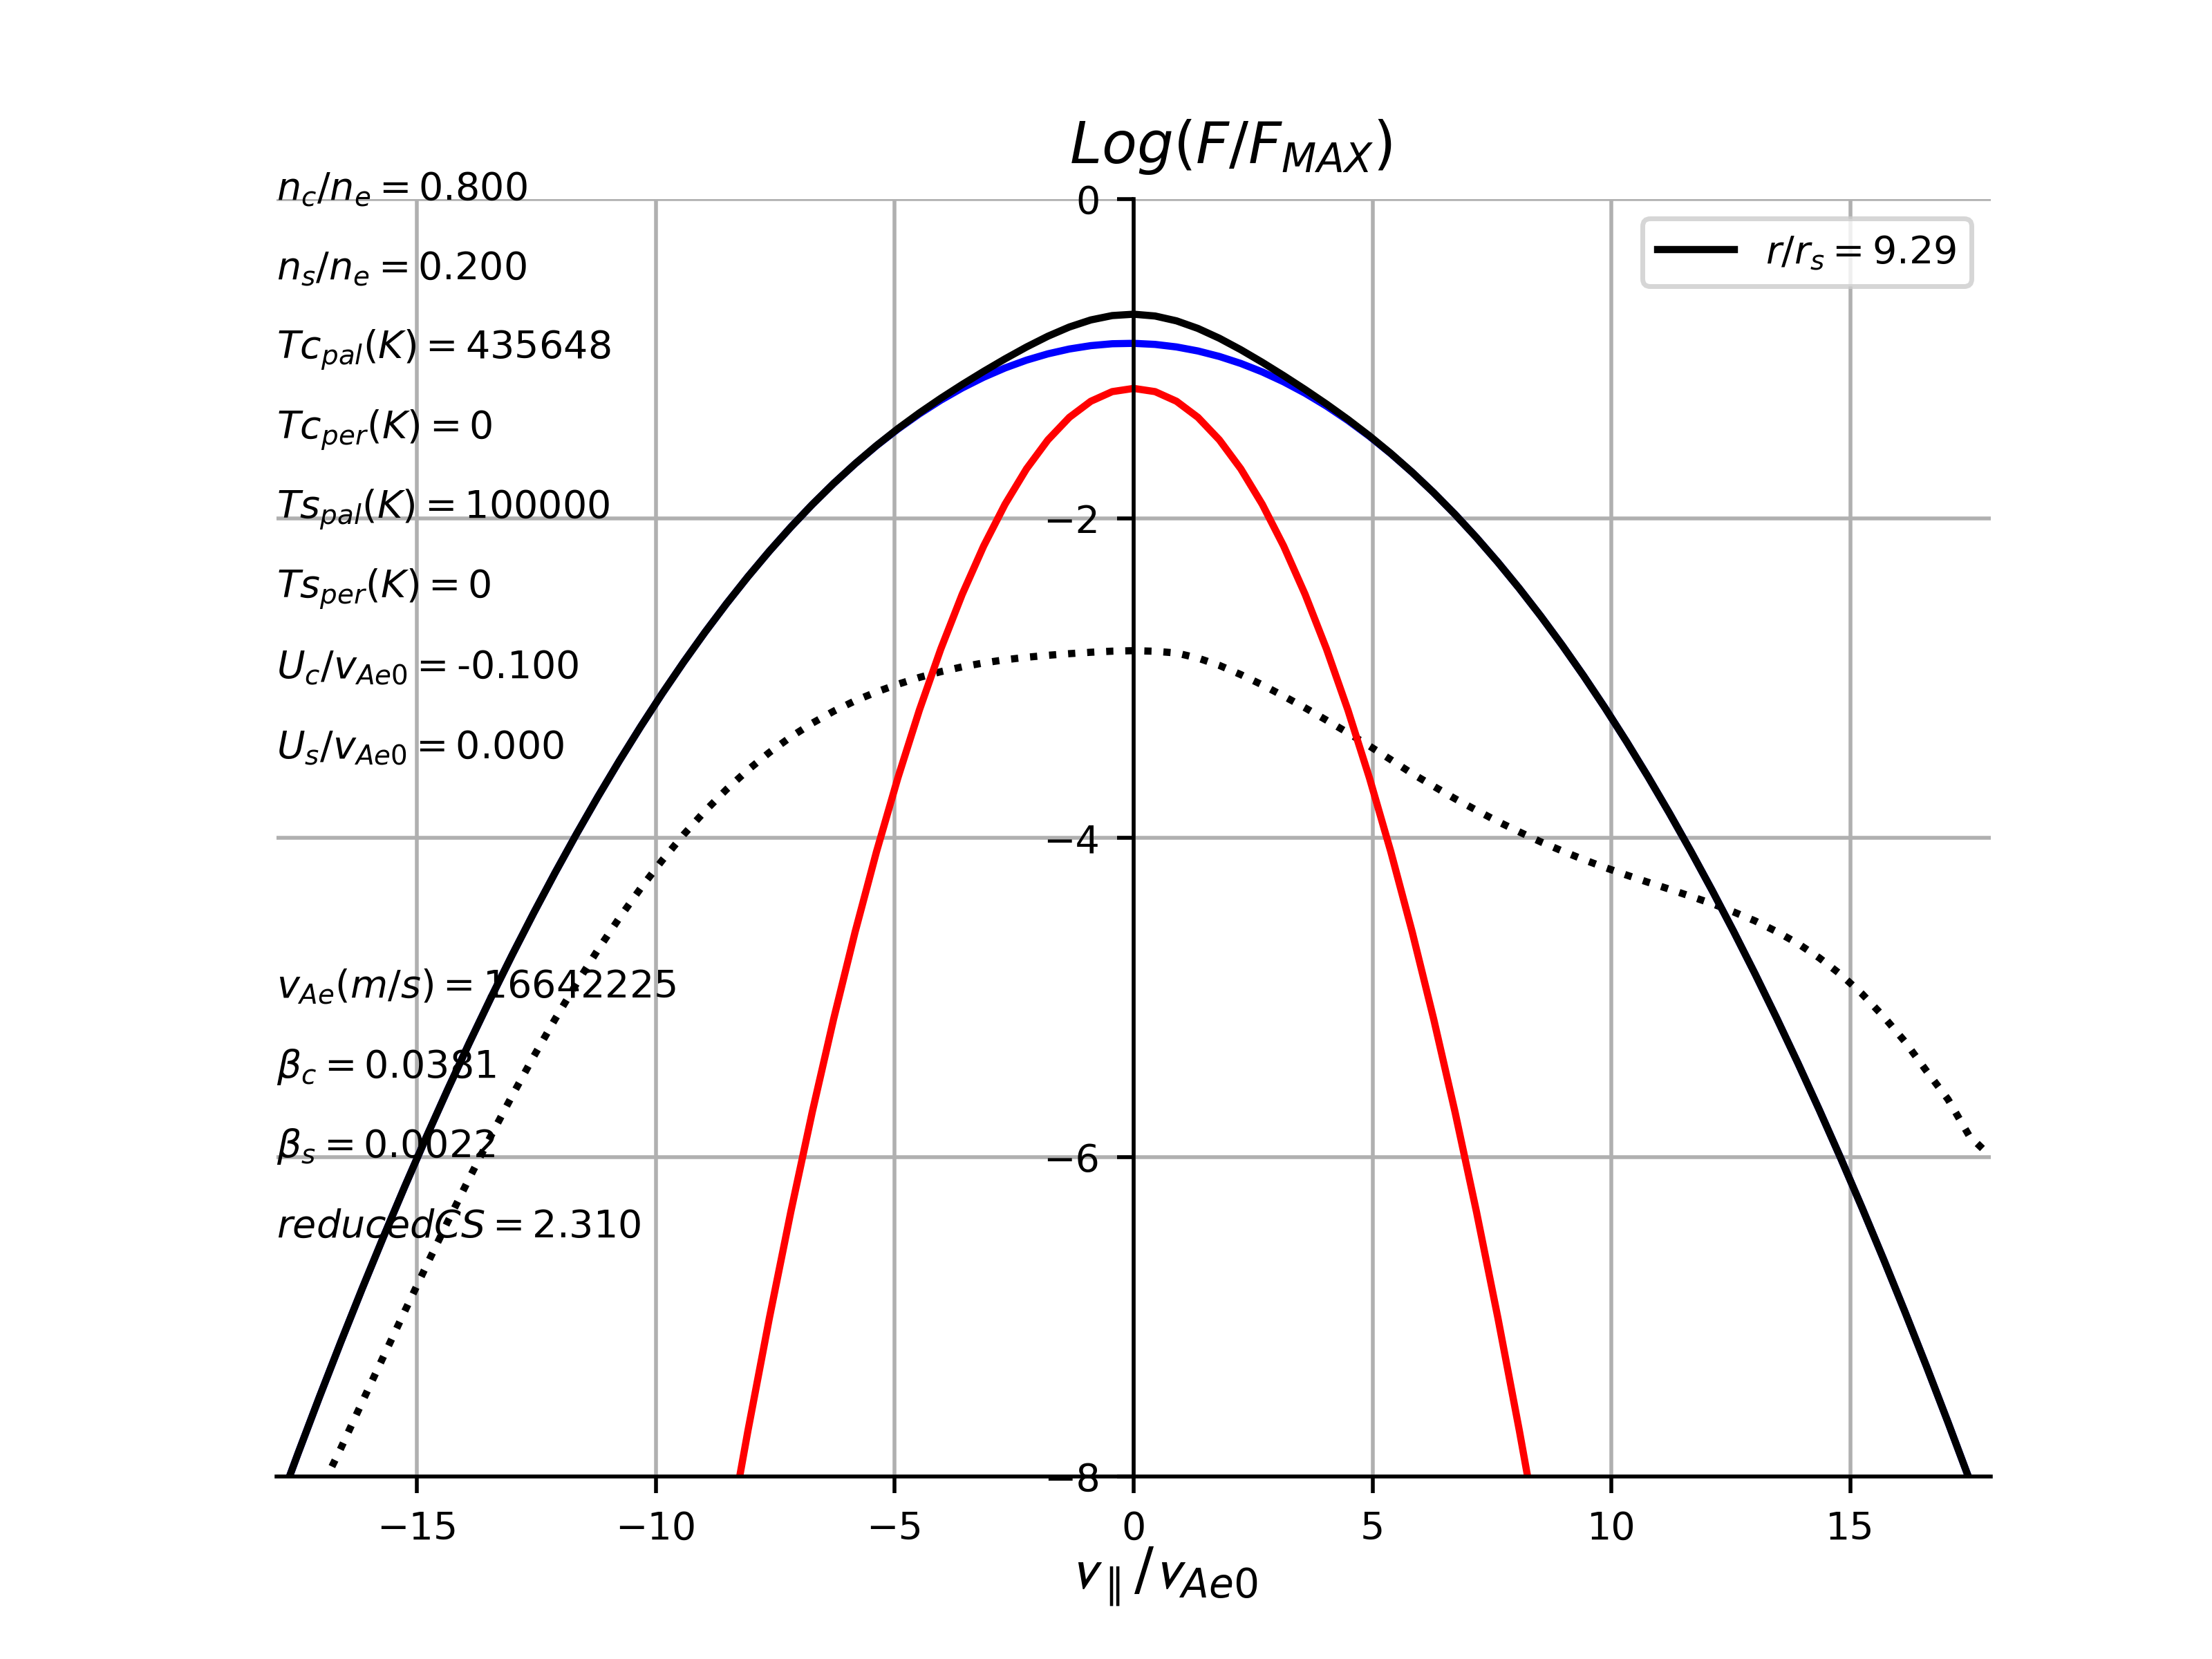 Log(F/F_MAX)
n_c/n_e = 0.800
n_s/n_e = 0.200
Tc_pal(K) = 435648
Tc_per(K) = 0
Ts_pal(K) = 100000
Ts_per(K) = 0
U_c/v_Ae0 = -0.100
U_s/v_Ae0 = 0.000
v_Ae(m/s) = 16642225
β_c = 0.0381
β_s = 0.0022
reducedCS = 2.310
r/r_s = 9.29
0
−2
−4
−6
−8
−15 −10 −5 0 5 10 15
v_∥/v_Ae0